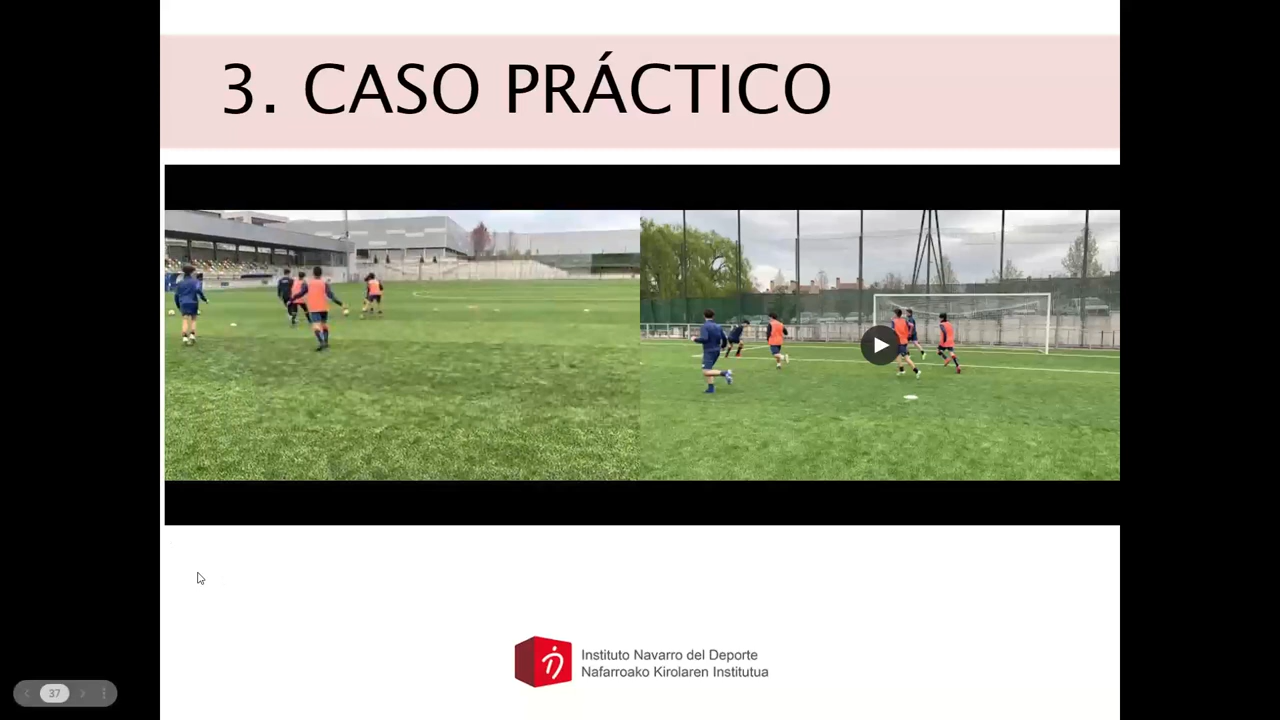 3. CASO PRÁCTICO
Instituto Navarro del Deporte
Nafarroako Kirolaren Institutua
37